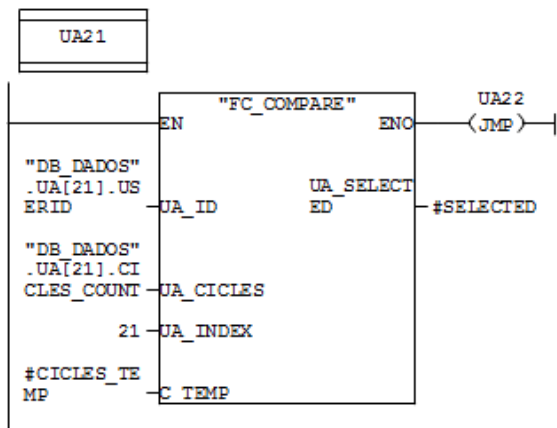 UA21
"FC_COMPARE"
UA22
EN
ENO
(JMP)
"DB_DADOS"
.UA[21].US
ERID
UA_ID
UA_SELECT
ED
#SELECTED
"DB_DADOS"
.UA[21].CI
CLES_COUNT
UA_CICLES
21
UA_INDEX
#CICLES_TE
MP
C_TEMP